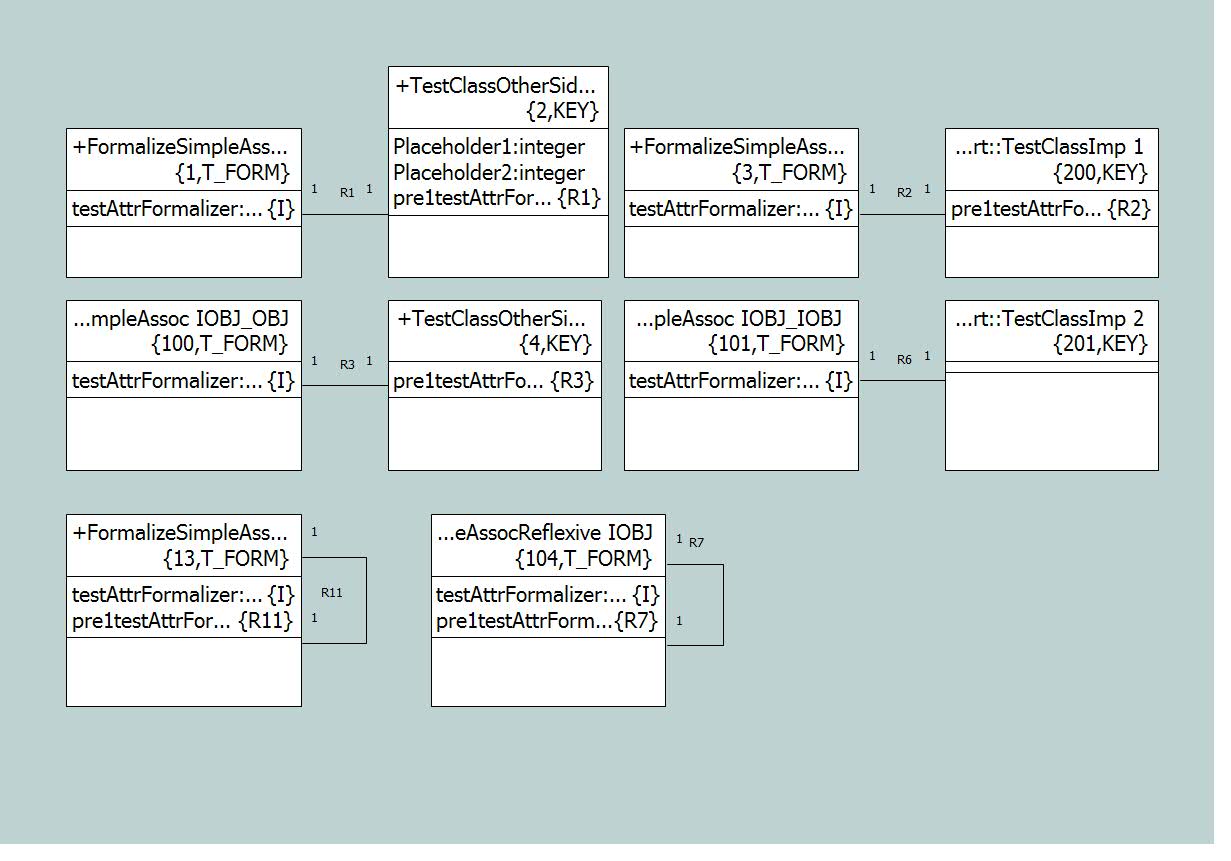 +TestClassOtherSid...
{2,KEY}
Placeholder1:integer
Placeholder2:integer
pre1testAttrFor... {R1}
+FormalizeSimpleAss...
{1,T_FORM}
testAttrFormalizer:... {I}
1 R1 1
+FormalizeSimpleAss...
{3,T_FORM}
testAttrFormalizer:... {I}
1 R2 1
...rt::TestClassImp 1
{200,KEY}
pre1testAttrFo... {R2}
...mpleAssoc IOBJ_OBJ
{100,T_FORM}
testAttrFormalizer:... {I}
1 R3 1
+TestClassOtherSi...
{4,KEY}
pre1testAttrFo... {R3}
...pleAssoc IOBJ_IOBJ
{101,T_FORM}
testAttrFormalizer:... {I}
1 R6 1
...rt::TestClassImp 2
{201,KEY}
+FormalizeSimpleAss...
{13,T_FORM}
testAttrFormalizer:... {I}
pre1testAttrFor... {R11}
1
R11
1
...eAssocReflexive IOBJ
{104,T_FORM}
testAttrFormalizer:... {I}
pre1testAttrForm...{R7}
1 R7
1